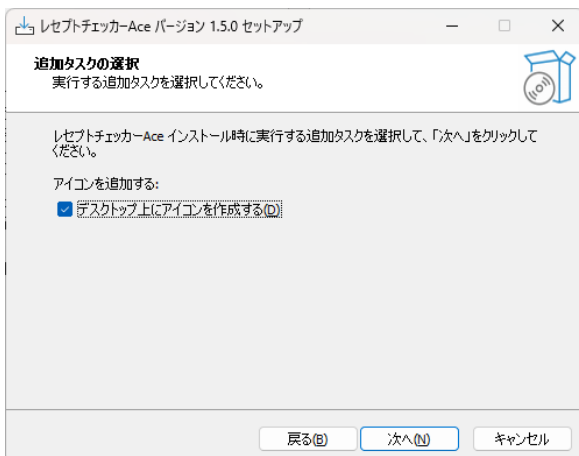 レセプトチェッカーAce バージョン 1.5.0 セットアップ
追加タスクの選択
実行する追加タスクを選択してください。
レセプトチェッカーAce インストール時に実行する追加タスクを選択して、「次へ」をクリックして
ください。
アイコンを追加する:
デスクトップ上にアイコンを作成する(D)
戻る(B)
次へ(N)
キャンセル